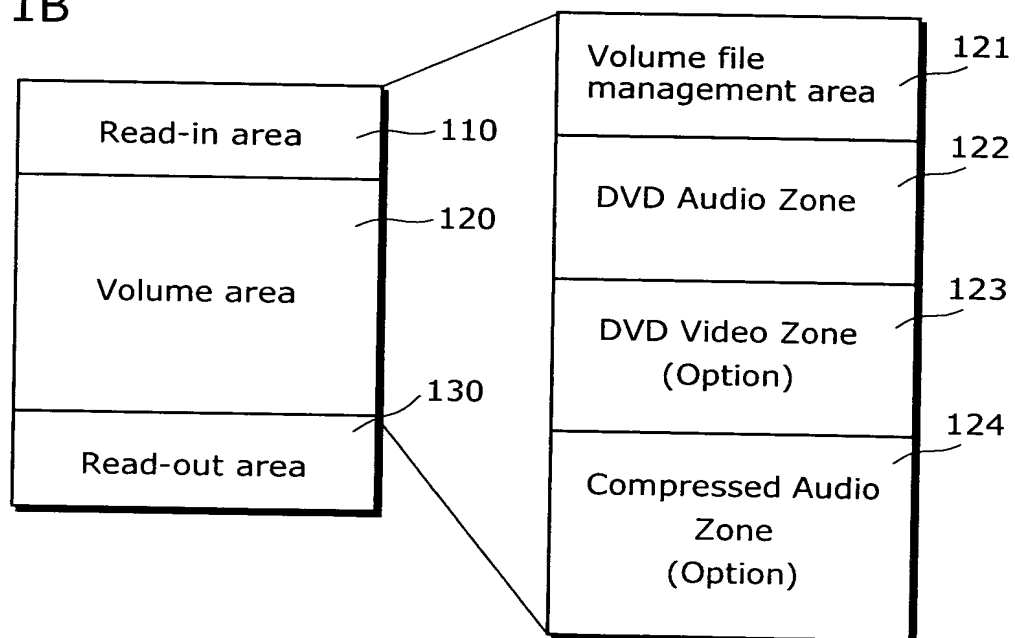 1B
Read-in area
110
120
Volume area
130
Read-out area
Volume file
management area
121
122
DVD Audio Zone
123
DVD Video Zone
(Option)
124
Compressed Audio
Zone
(Option)